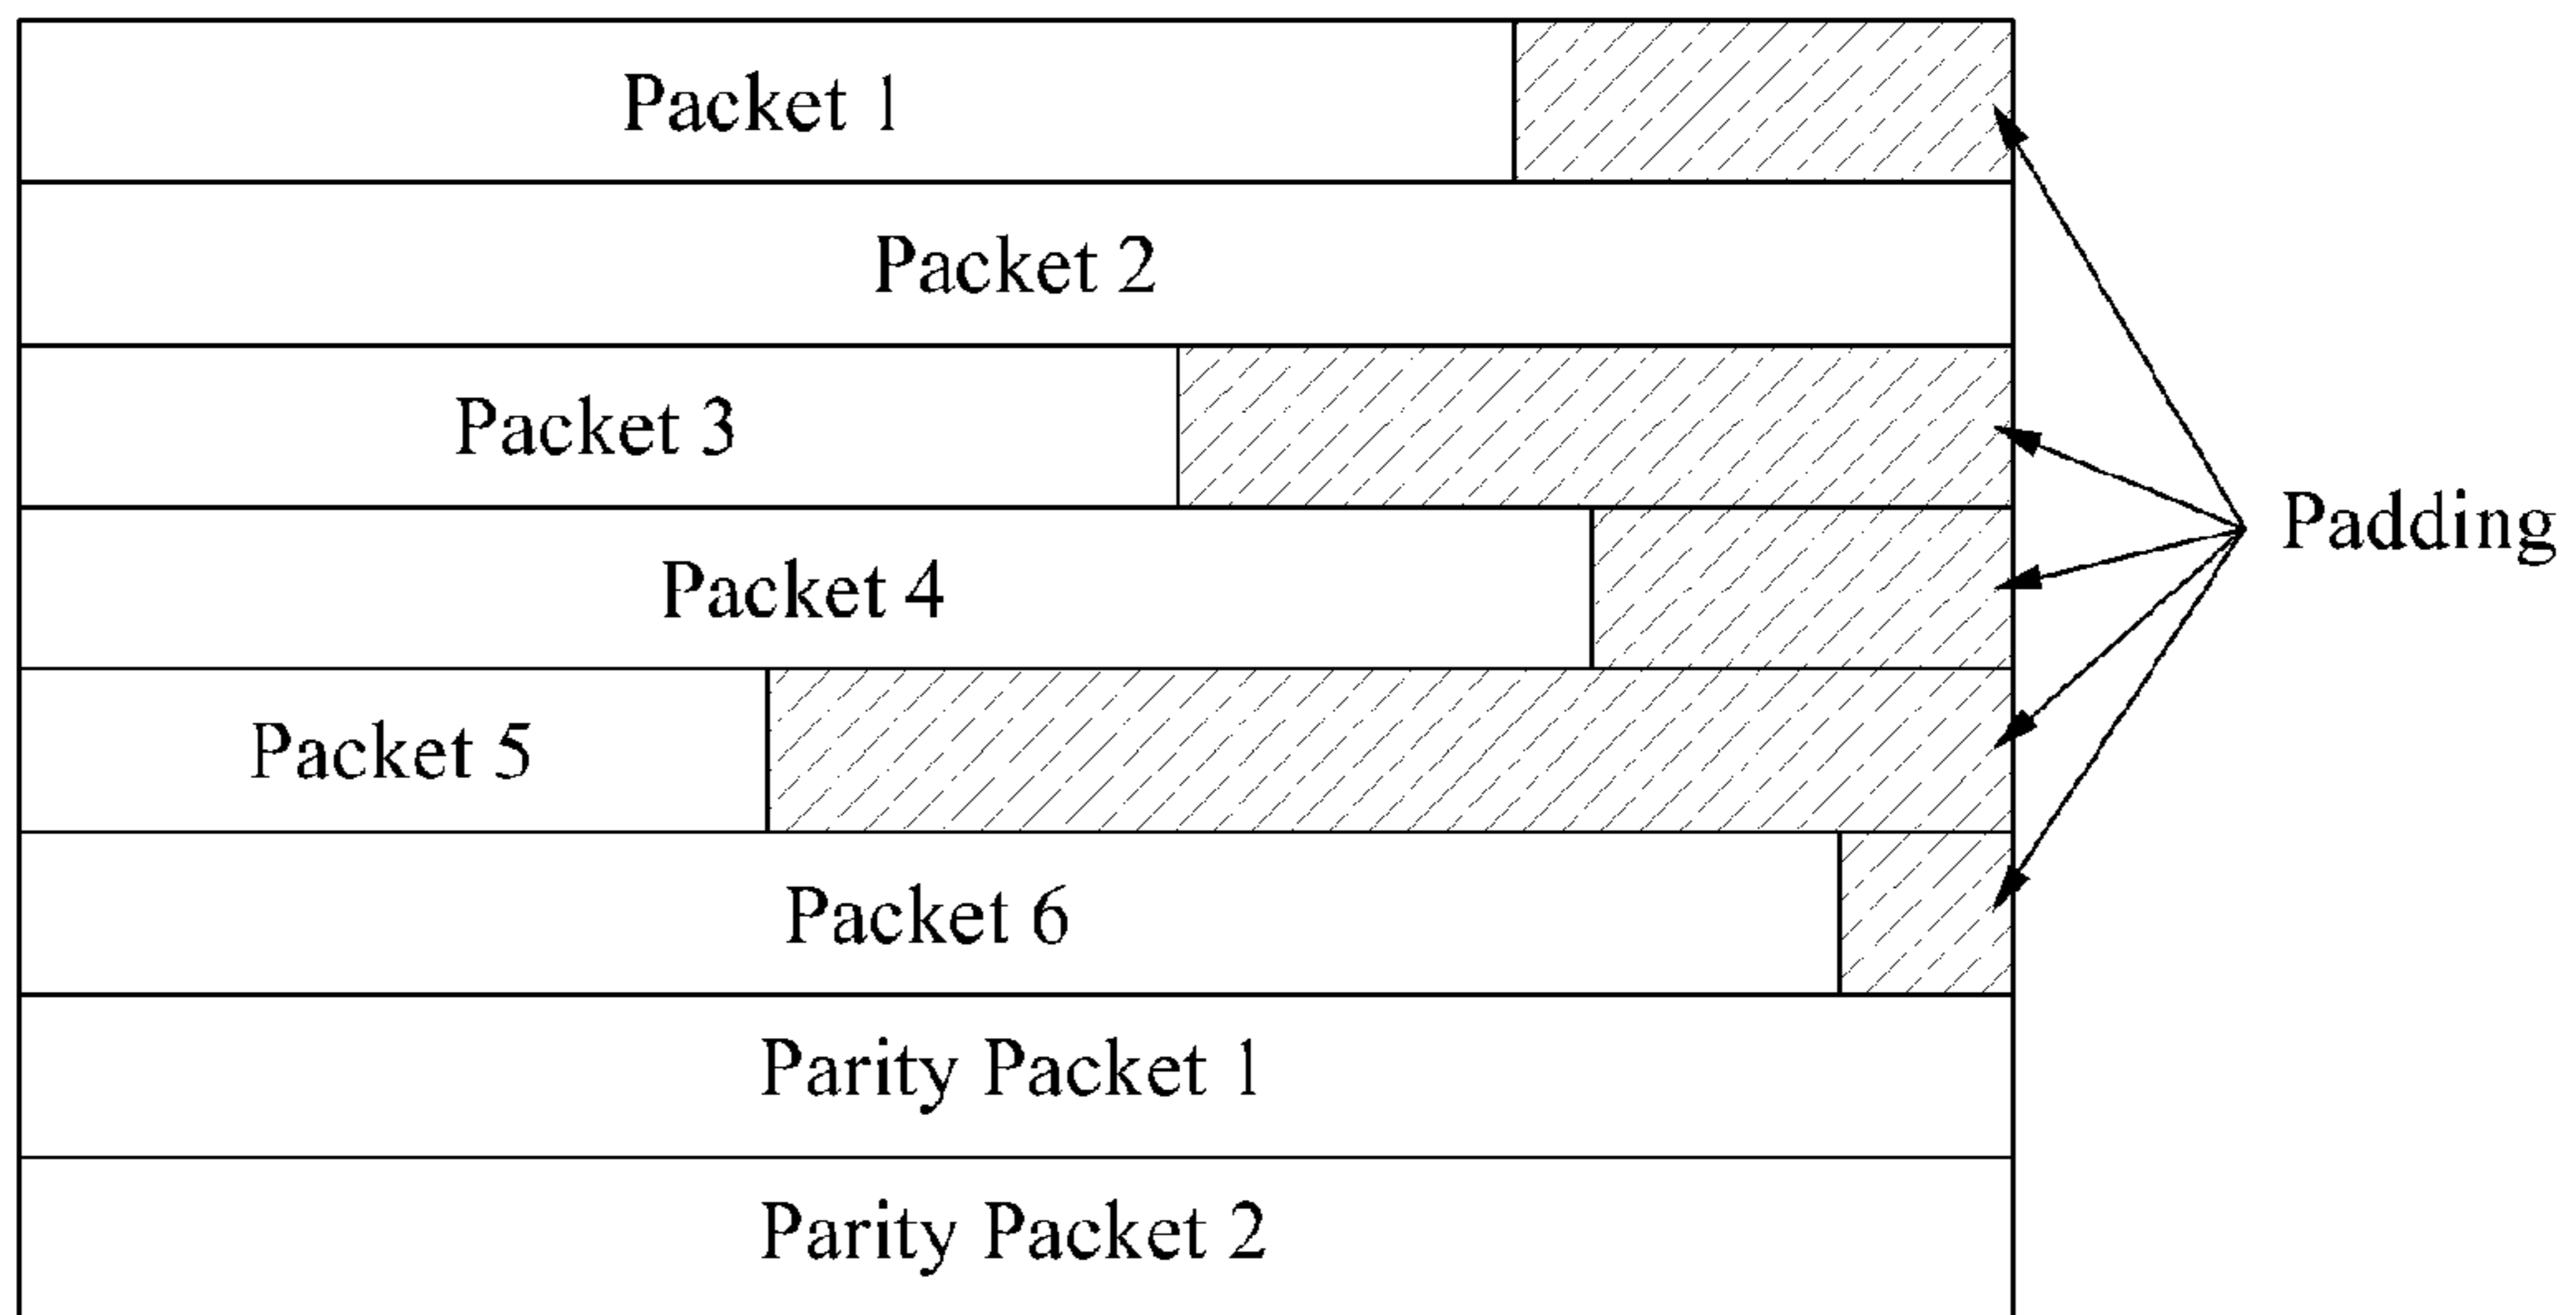 Packet 1
Packet 2
Packet 3
Packet 4
Padding
Packet 5
Packet 6
Parity Packet 1
Parity Packet 2